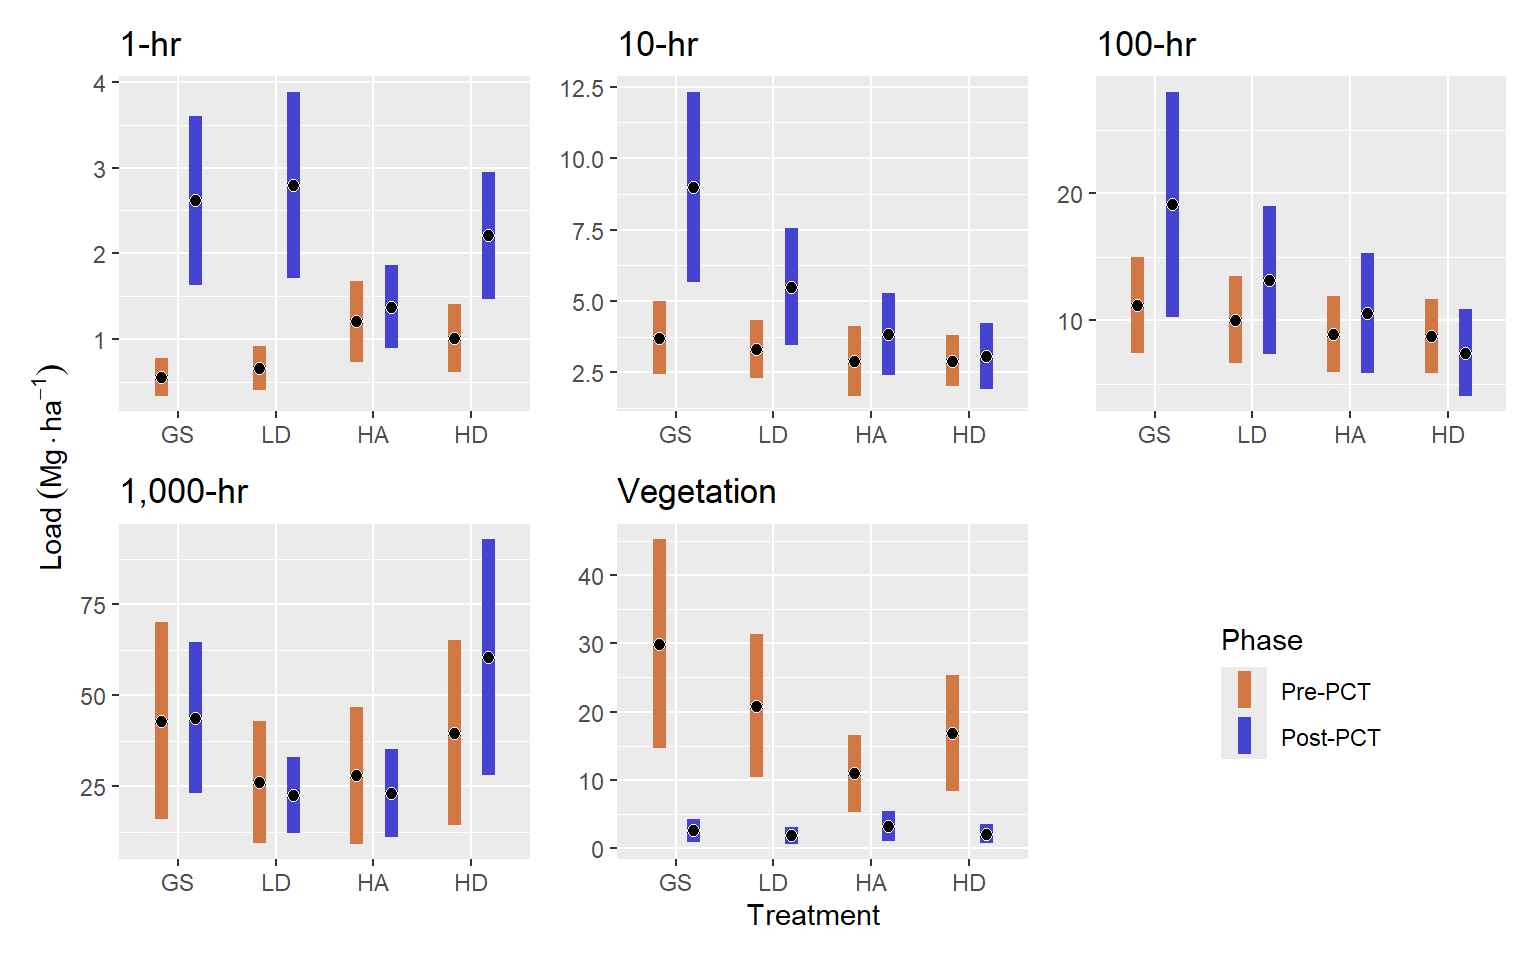 1-hr
10-hr
100-hr
4
3
2
1
GS LD HA HD
12.5
10.0
7.5
5.0
2.5
GS LD HA HD
20
10
GS LD HA HD
Load (Mg·ha⁻¹)
1,000-hr
Vegetation
75
50
25
GS LD HA HD
40
30
20
10
0
GS LD HA HD
Treatment
Phase
Pre-PCT
Post-PCT